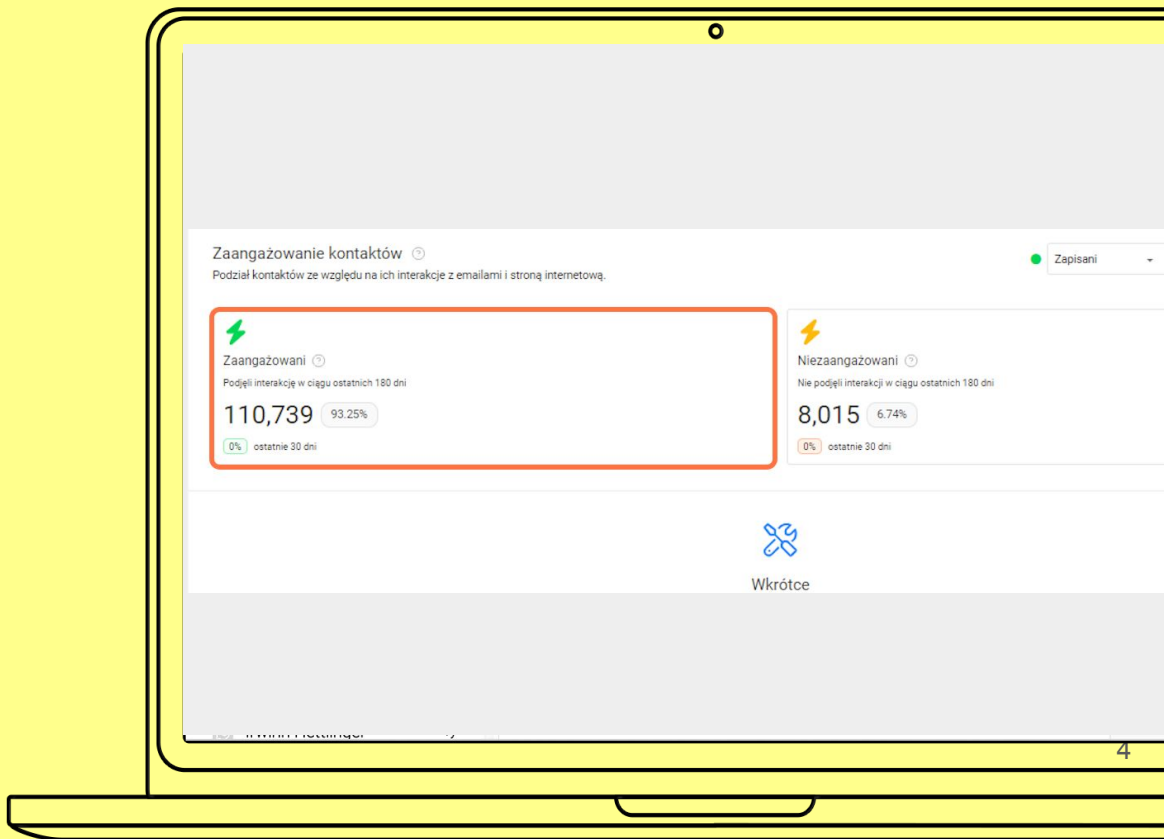 Zaangażowanie kontaktów
Podział kontaktów ze względu na ich interakcje z emailami i stroną internetową.
Zapisani
Zaangażowani
Podjęli interakcję w ciągu ostatnich 180 dni
110,739 93.25%
0% ostatnie 30 dni
Niezaangażowani
Nie podjęli interakcji w ciągu ostatnich 180 dni
8,015 6.74%
0% ostatnie 30 dni
Wkrótce
4